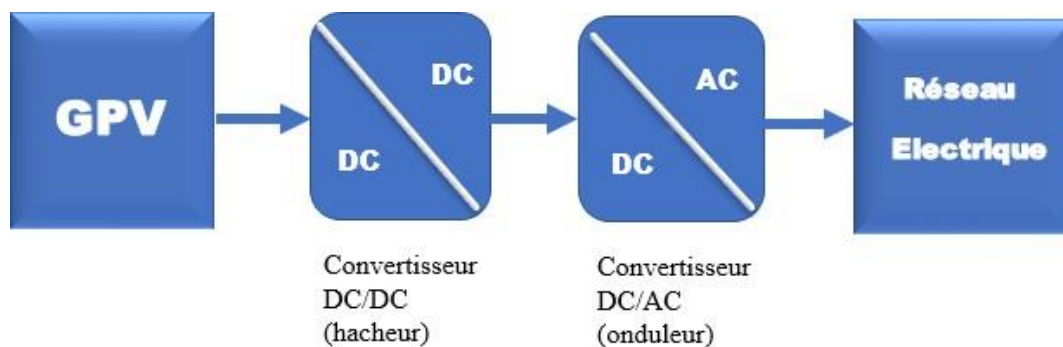 GPV
DC
DC
AC
DC
Réseau
Electrique
Convertisseur
DC/DC
(hacheur)
Convertisseur
DC/AC
(onduleur)